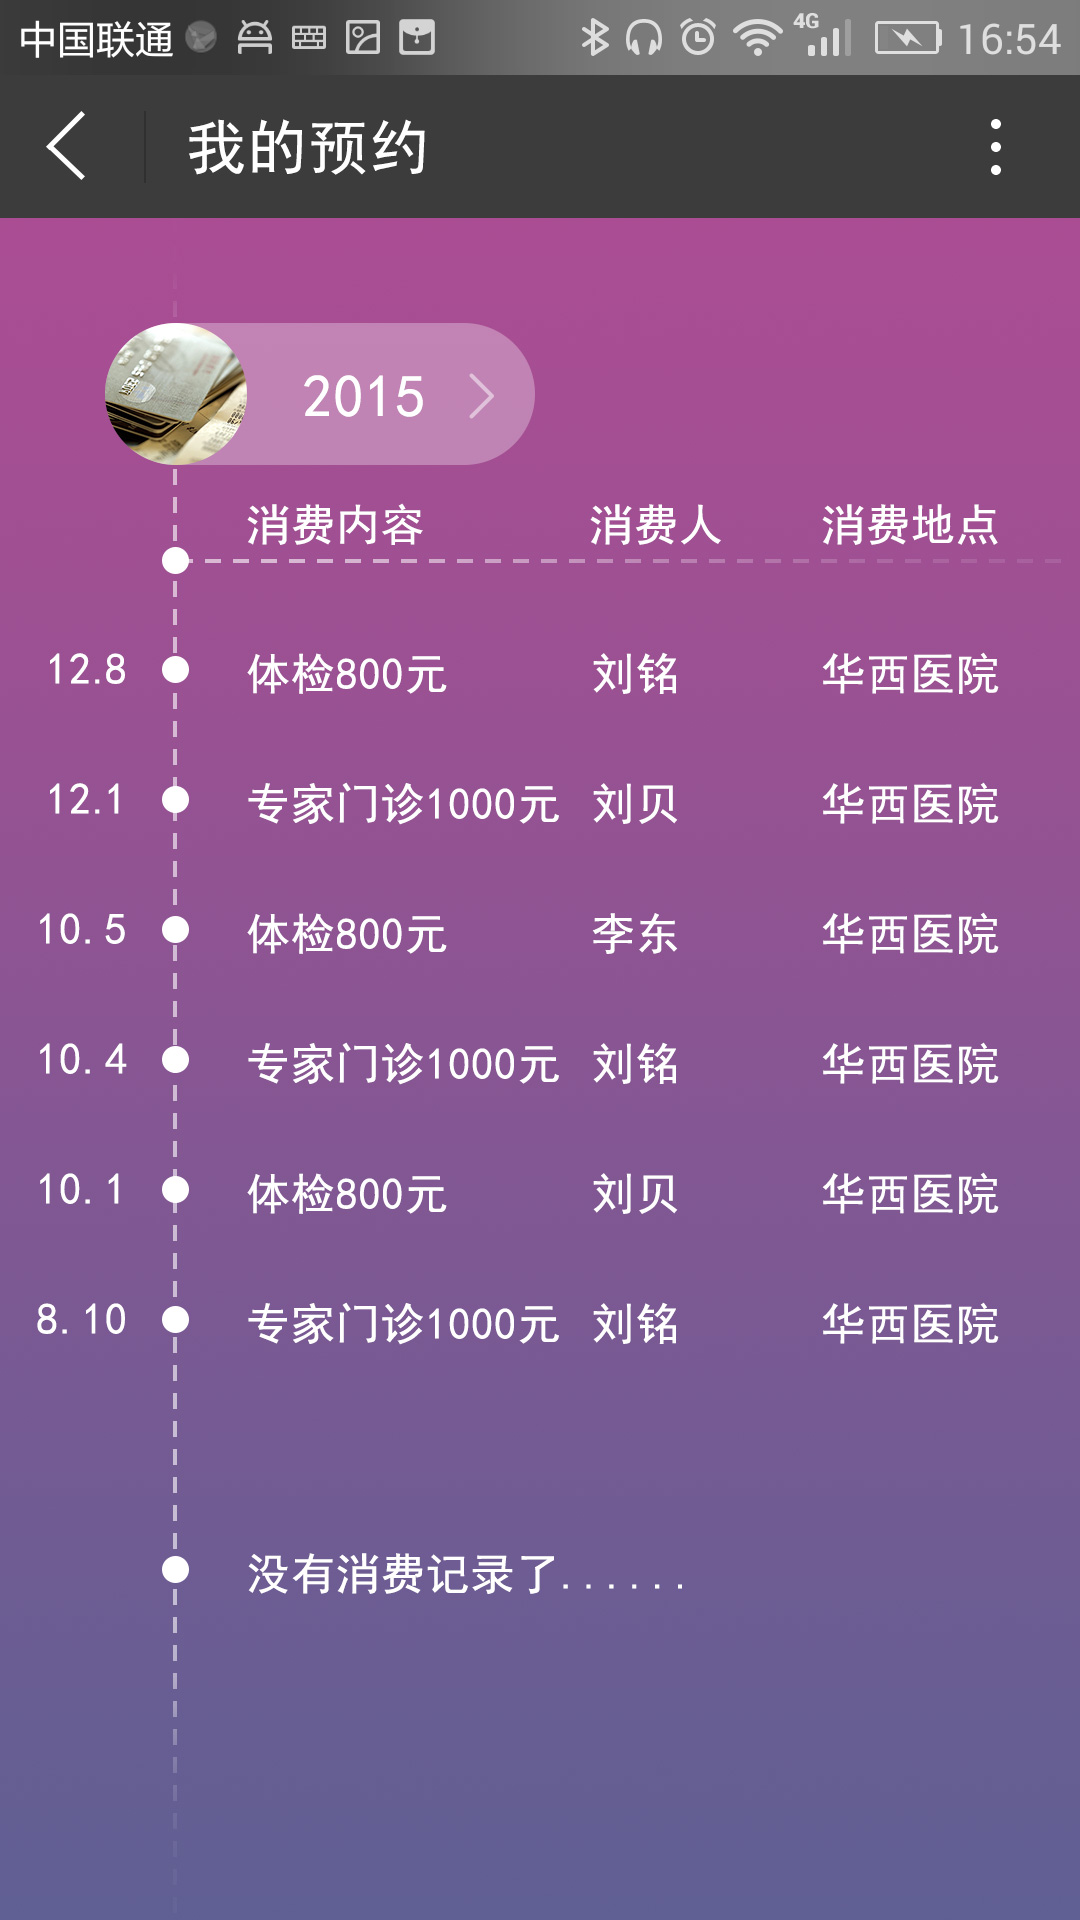 中国联通 4G 16:54
我的预约
2015
消费内容 消费人 消费地点
12.8 体检800元 刘铭 华西医院
12.1 专家门诊1000元 刘贝 华西医院
10.5 体检800元 李东 华西医院
10.4 专家门诊1000元 刘铭 华西医院
10.1 体检800元 刘贝 华西医院
8.10 专家门诊1000元 刘铭 华西医院
没有消费记录了......